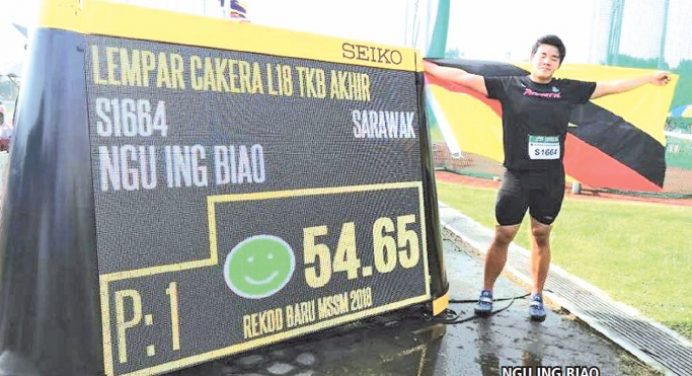 SEIKO
LEMPAR CAKERA L18 TKB AKHIR
S1664 SARAWAK
NGU ING BIAO
54.65
P: 1
REKOD BARU MSSM 2018
S1664
NGU ING BIAO